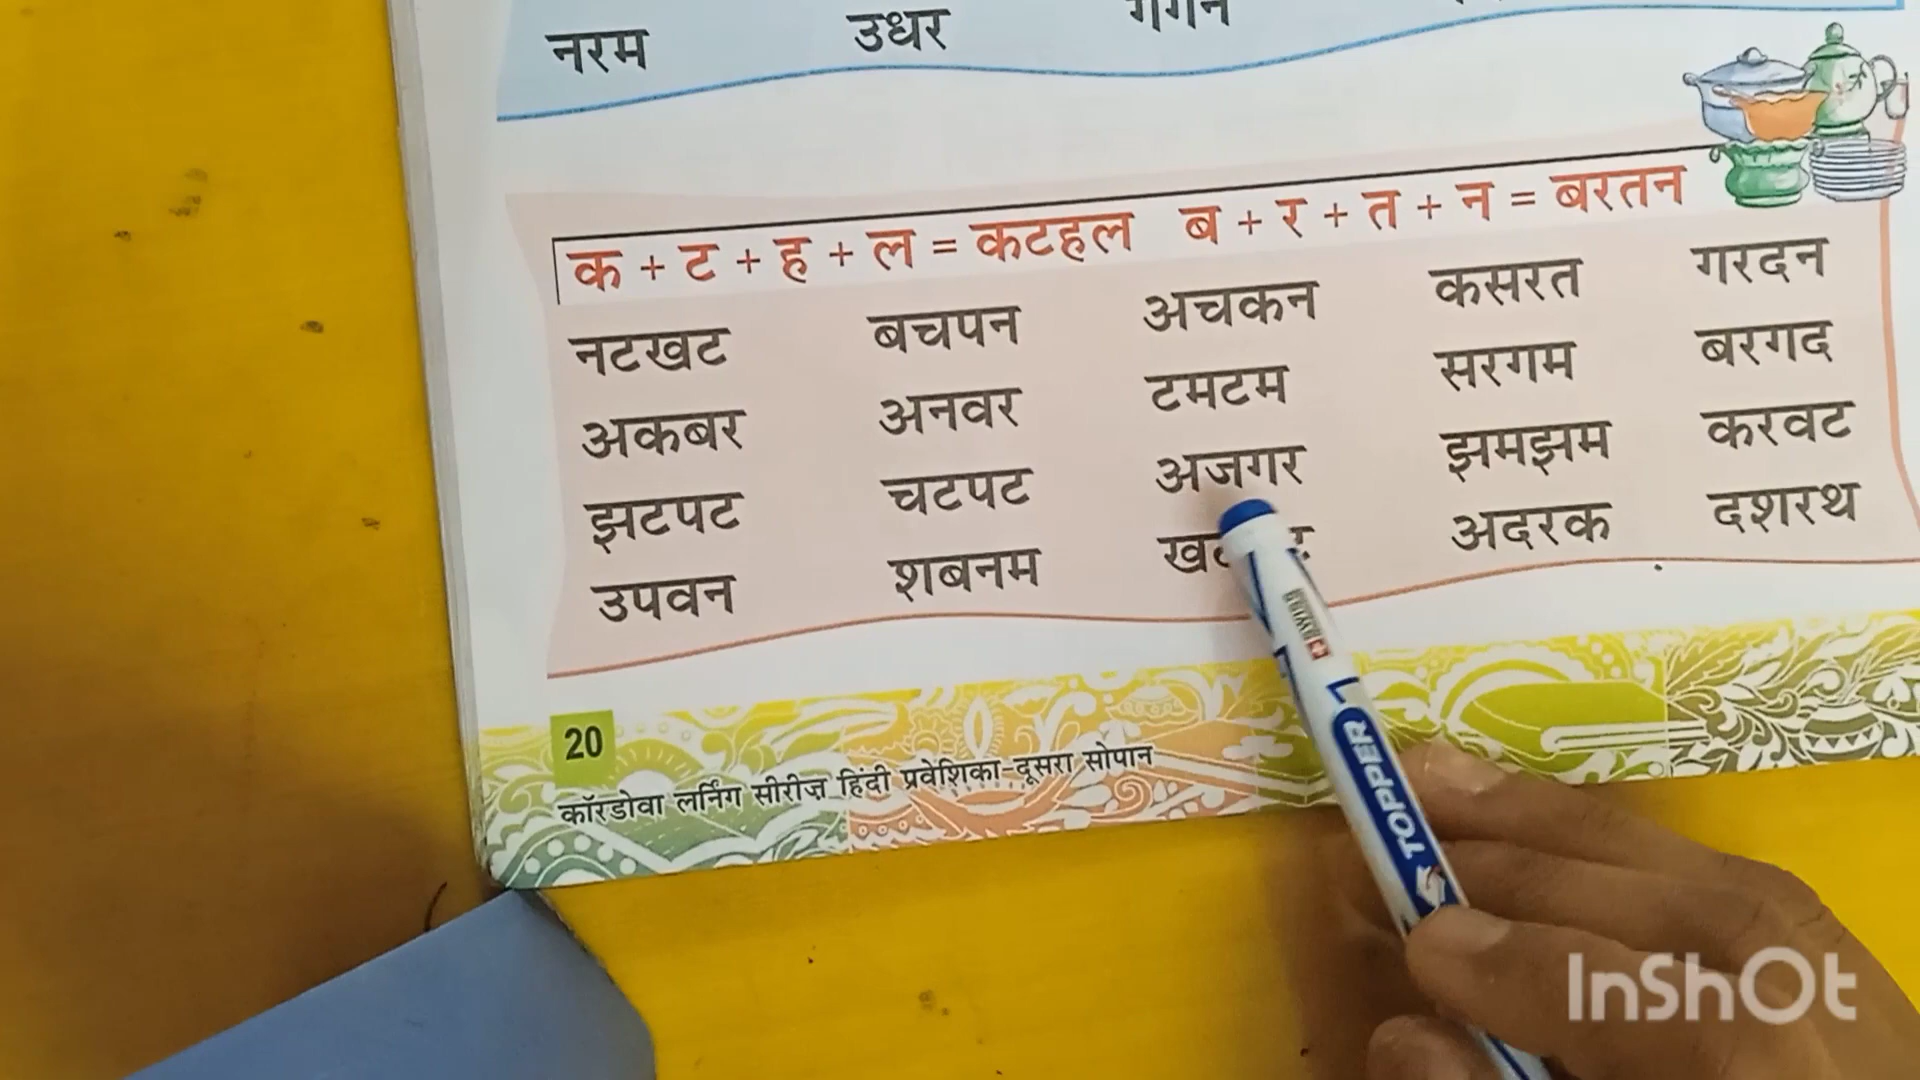 नरम उधर गगन
क + ट + ह + ल = कटहल ब + र + त + न = बरतन
नटखट बचपन अचकन कसरत गरदन
अकबर अनवर टमटम सरगम बरगद
झटपट चटपट अजगर झमझम करवट
उपवन शबनम अदरक दशरथ
20
कॉरडोवा लर्निंग सीरीज़ हिंदी प्रवेशिका-दूसरा सोपान
TOPPER 1
InShOt